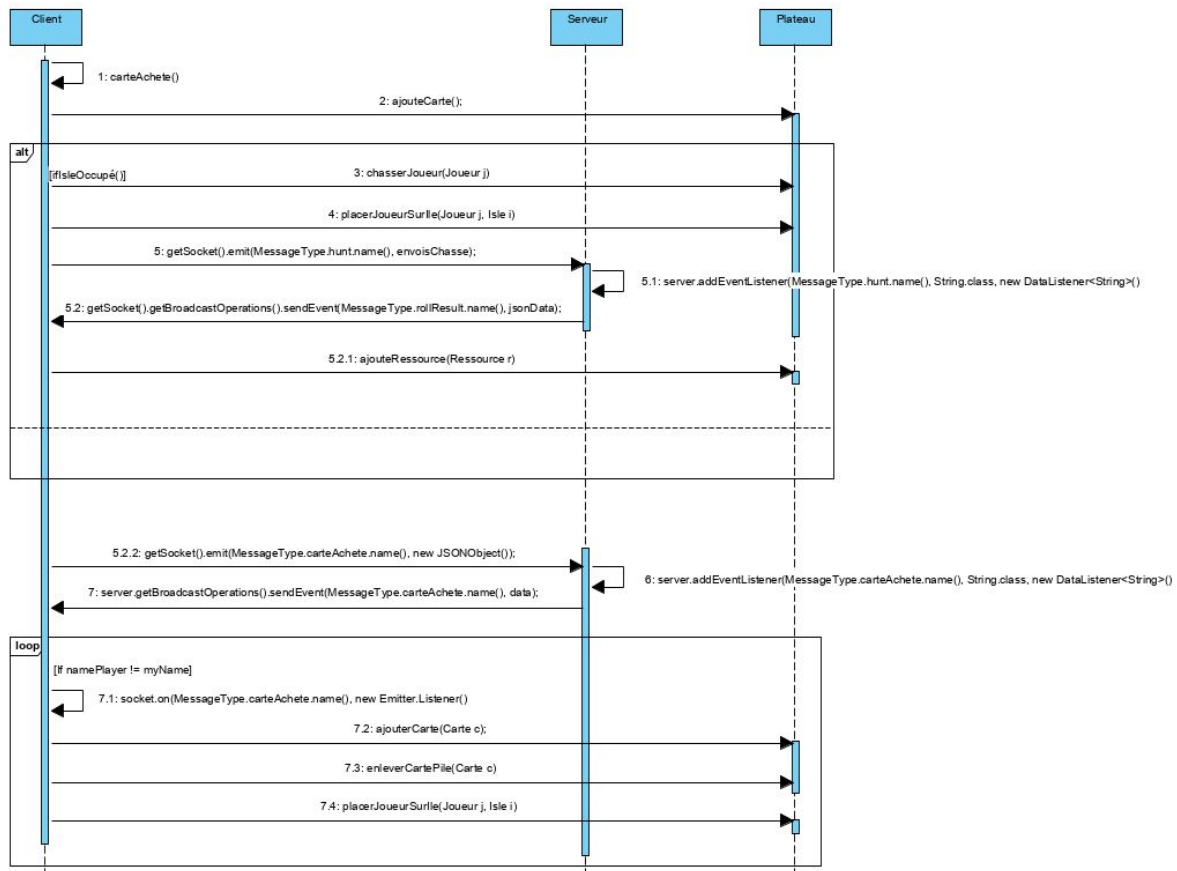 Client
Serveur
Plateau
1: carteAchete()
2: ajouteCarte();
alt
[ifIsleOccupé()]
3: chasserJoueur(Joueur j)
4: placerJoueurSurIle(Joueur j, Isle i)
5: getSocket().emit(MessageType.hunt.name(), envoisChasse);
5.1: server.addEventListener(MessageType.hunt.name(), String.class, new DataListener<String>()
5.2: getSocket().getBroadcastOperations().sendEvent(MessageType.rollResult.name(), jsonData);
5.2.1: ajouteRessource(Ressource r)
5.2.2: getSocket().emit(MessageType.carteAchete.name(), new JSONObject());
6: server.addEventListener(MessageType.carteAchete.name(), String.class, new DataListener<String>()
7: server.getBroadcastOperations().sendEvent(MessageType.carteAchete.name(), data);
loop
[If namePlayer != myName]
7.1: socket.on(MessageType.carteAchete.name(), new Emitter.Listener()
7.2: ajouterCarte(Carte c);
7.3: enleverCartePile(Carte c)
7.4: placerJoueurSurIle(Joueur j, Isle i)